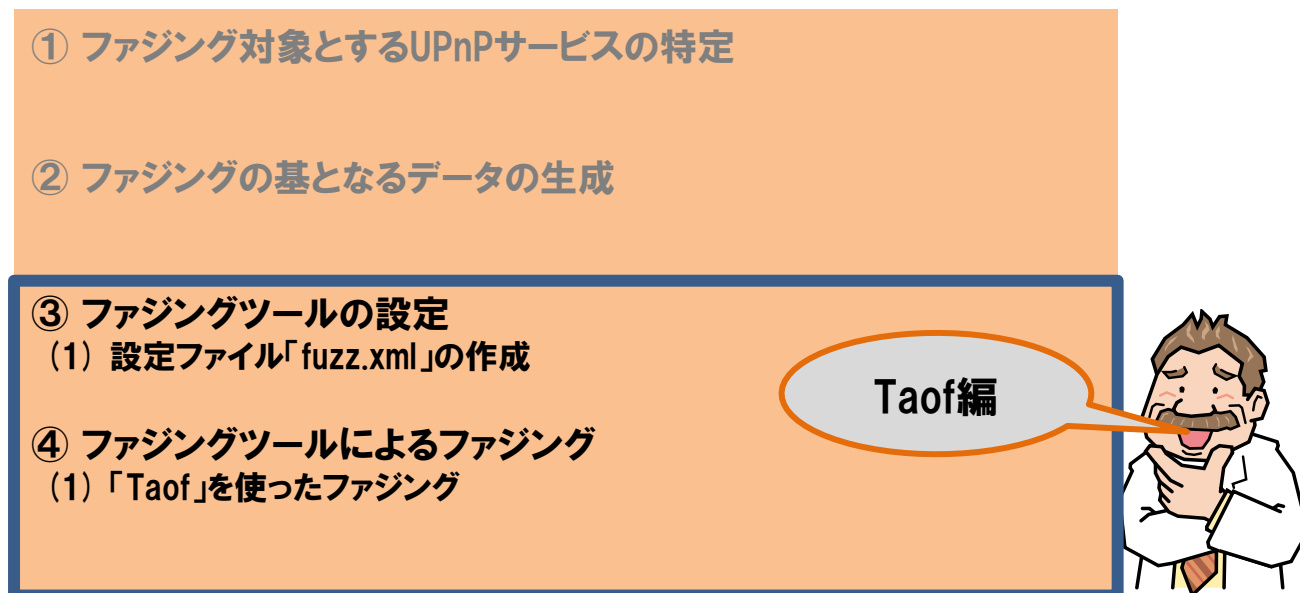 ① ファジング対象とするUPnPサービスの特定
② ファジングの基となるデータの生成
③ ファジングツールの設定
(1) 設定ファイル「fuzz.xml」の作成
Taof編
④ ファジングツールによるファジング
(1)「Taof」を使ったファジング